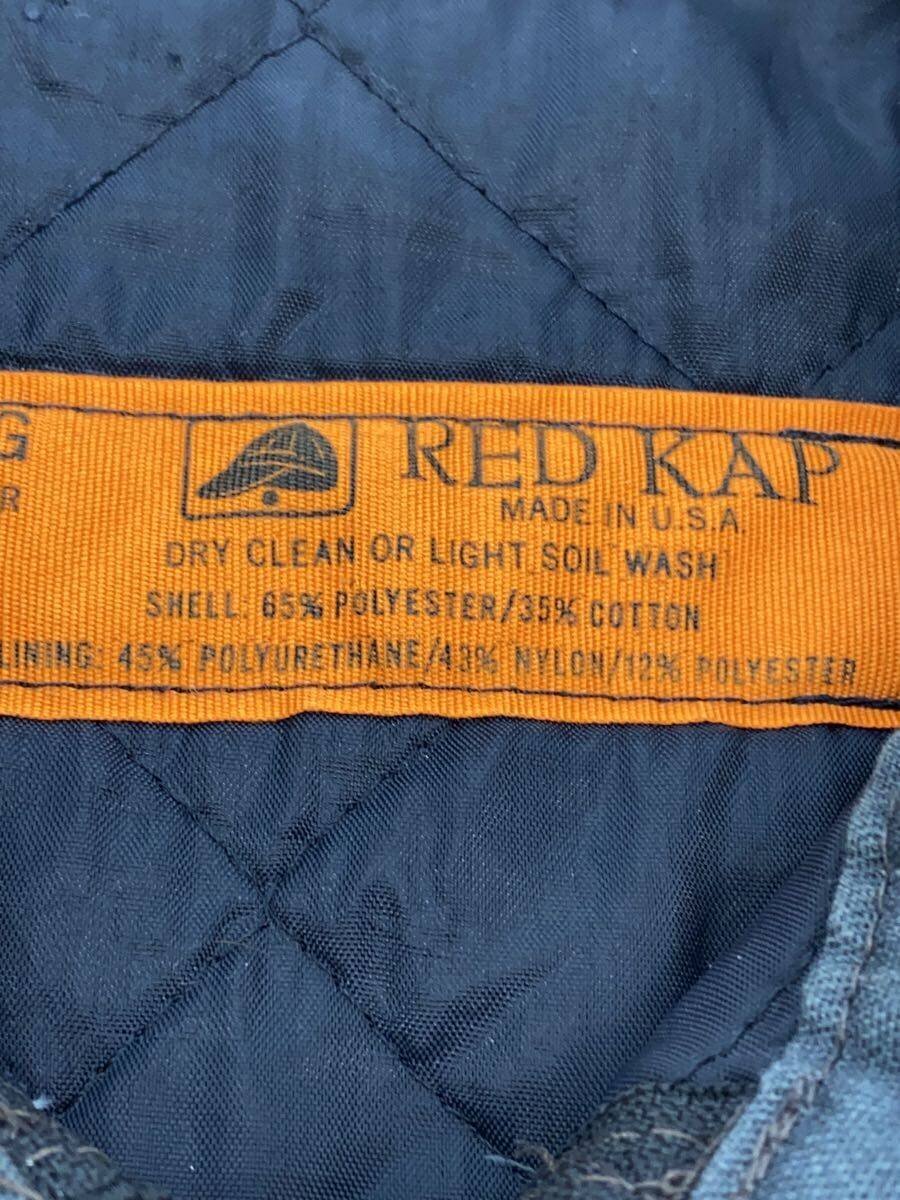 G
R
RED KAP
MADE IN U.S.A.
DRY CLEAN OR LIGHT SOIL WASH
SHELL: 65% POLYESTER/35% COTTON
LINING: 45% POLYURETHANE/43% NYLON/12% POLYESTER